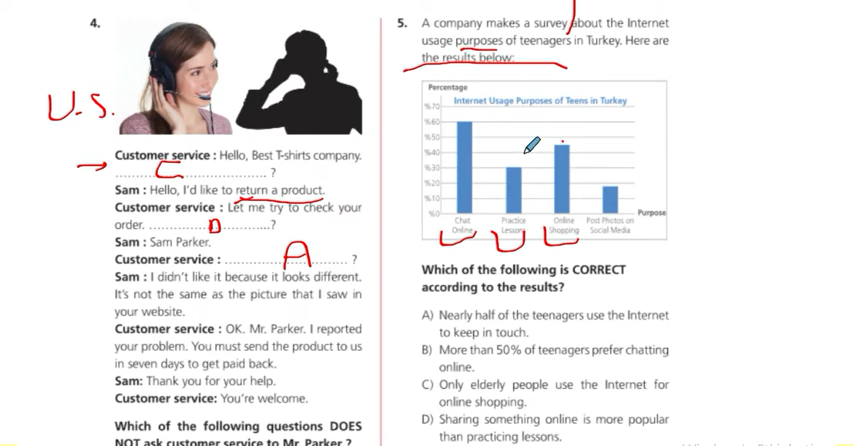 4.
U.S.
Customer service : Hello, Best T-shirts company.
.................... C .................... ?
Sam : Hello, I'd like to return a product.
Customer service : Let me try to check your
order. .................... D ....................?
Sam : Sam Parker.
Customer service : .................... A .................... ?
Sam : I didn't like it because it looks different.
It's not the same as the picture that I saw in
your website.
Customer service : OK. Mr. Parker. I reported
your problem. You must send the product to us
in seven days to get paid back.
Sam: Thank you for your help.
Customer service: You're welcome.
Which of the following questions DOES
NOT ask customer service to Mr. Parker ?
5. A company makes a survey about the Internet
usage purposes of teenagers in Turkey. Here are
the results below:
Percentage
Internet Usage Purposes of Teens in Turkey
%70
%60
%50
%40
%30
%20
%10
%0
Chat
Online
Practice
Lessons
Online
Shopping
Post Photos on
Social Media
Purpose
Which of the following is CORRECT
according to the results?
A) Nearly half of the teenagers use the Internet
to keep in touch.
B) More than 50% of teenagers prefer chatting
online.
C) Only elderly people use the Internet for
online shopping.
D) Sharing something online is more popular
than practicing lessons.